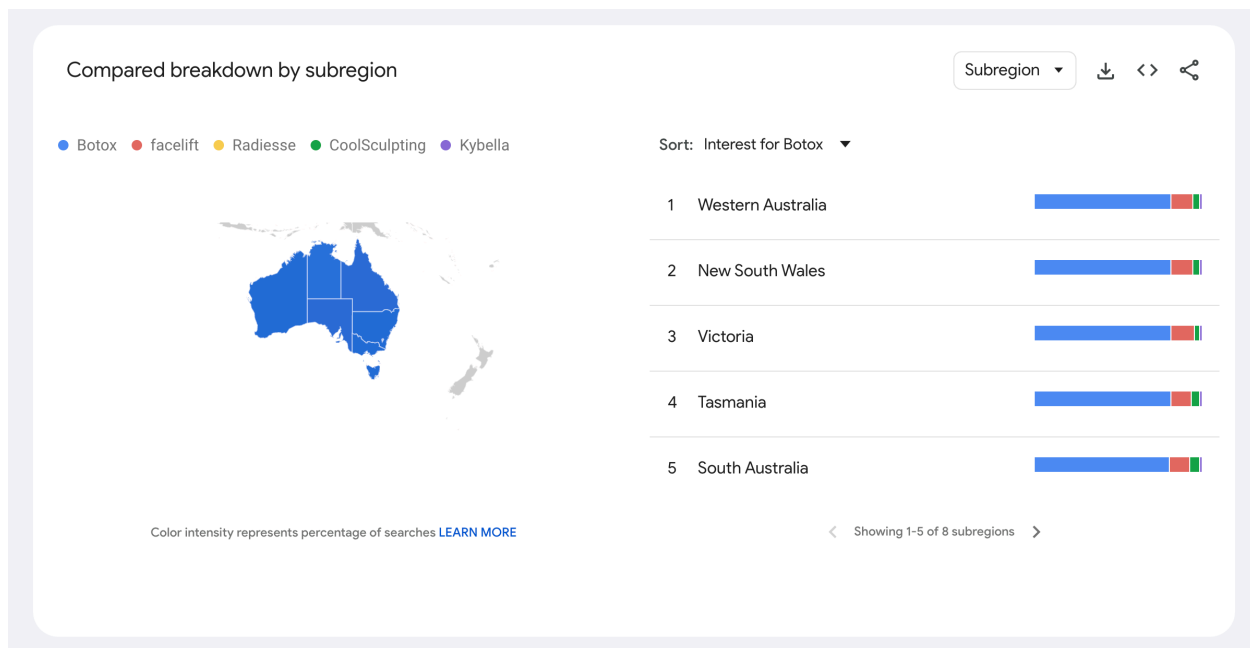 Compared breakdown by subregion
Subregion
Botox facelift Radiesse CoolSculpting Kybella
Sort: Interest for Botox
1 Western Australia
2 New South Wales
3 Victoria
4 Tasmania
5 South Australia
Color intensity represents percentage of searches LEARN MORE
Showing 1-5 of 8 subregions